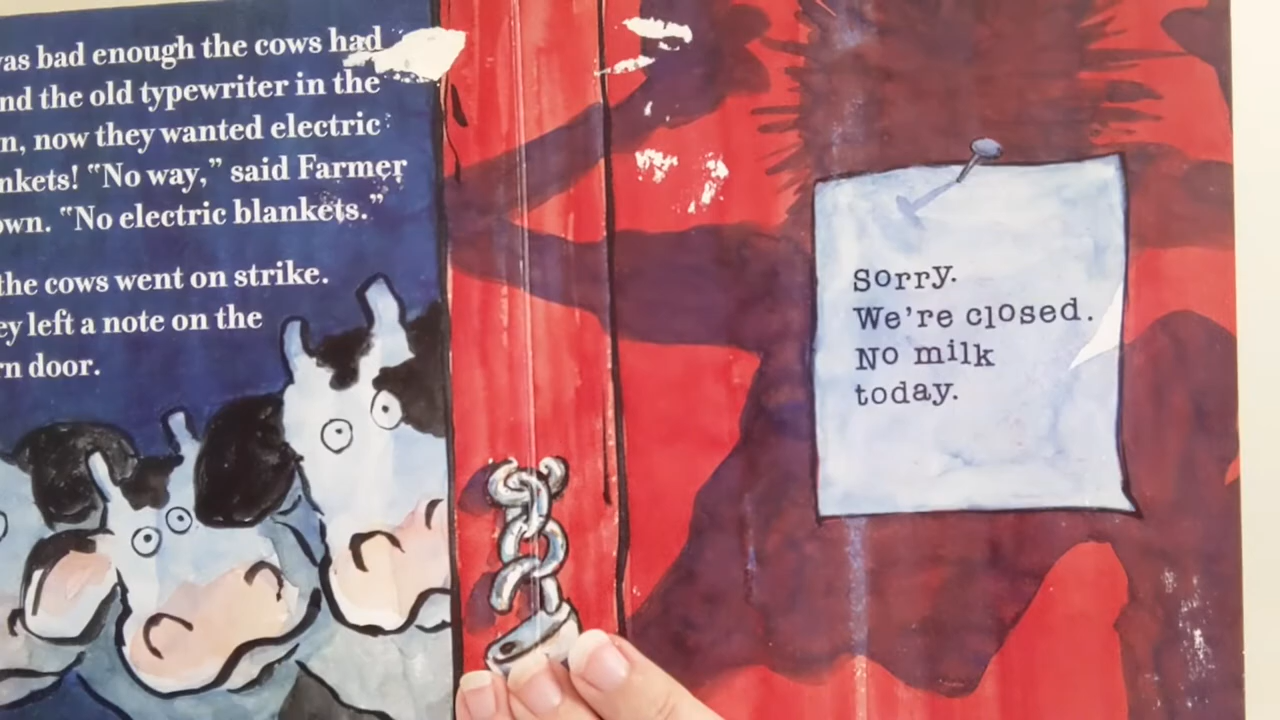 as bad enough the cows had
nd the old typewriter in the
n, now they wanted electric
nkets! “No way,” said Farmer
own. “No electric blankets.”
the cows went on strike.
ey left a note on the
rn door.
Sorry.
We're closed.
No milk
today.